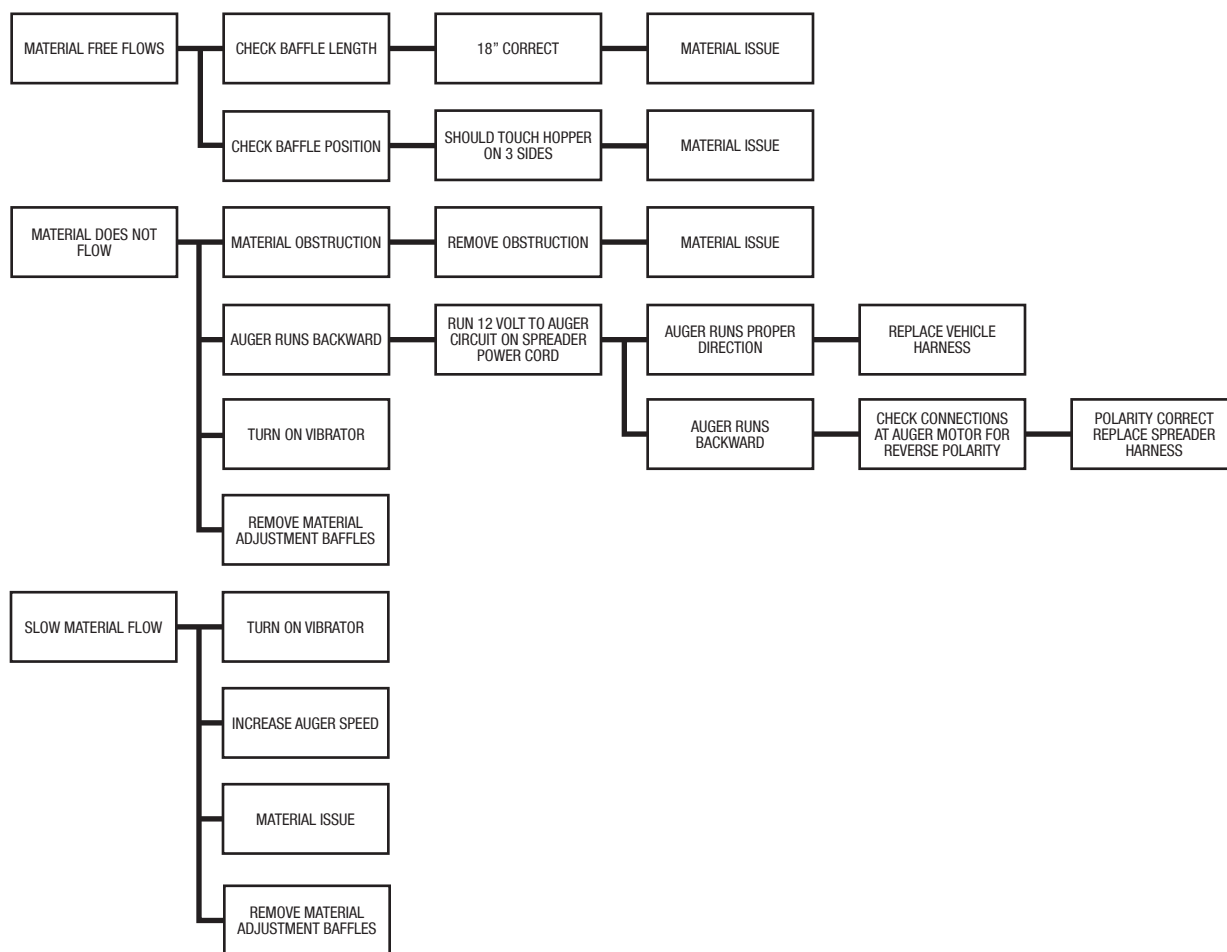 MATERIAL FREE FLOWS
CHECK BAFFLE LENGTH
18” CORRECT
MATERIAL ISSUE
CHECK BAFFLE POSITION
SHOULD TOUCH HOPPER
ON 3 SIDES
MATERIAL ISSUE
MATERIAL DOES NOT
FLOW
MATERIAL OBSTRUCTION
REMOVE OBSTRUCTION
MATERIAL ISSUE
AUGER RUNS BACKWARD
RUN 12 VOLT TO AUGER
CIRCUIT ON SPREADER
POWER CORD
AUGER RUNS PROPER
DIRECTION
REPLACE VEHICLE
HARNESS
AUGER RUNS
BACKWARD
CHECK CONNECTIONS
AT AUGER MOTOR FOR
REVERSE POLARITY
POLARITY CORRECT
REPLACE SPREADER
HARNESS
TURN ON VIBRATOR
REMOVE MATERIAL
ADJUSTMENT BAFFLES
SLOW MATERIAL FLOW
TURN ON VIBRATOR
INCREASE AUGER SPEED
MATERIAL ISSUE
REMOVE MATERIAL
ADJUSTMENT BAFFLES